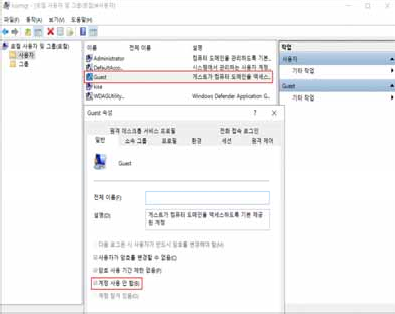 lusrmgr - [로컬 사용자 및 그룹(로컬)\사용자]
파일(F) 동작(A) 보기(V) 도움말(H)
로컬 사용자 및 그룹(로컬)
사용자
그룹
이름 전체 이름 설명
Administrator 컴퓨터 도메인을 관리하도록 기본..
DefaultAcco.. 시스템에서 관리하는 사용자 계정.
Guest 게스트가 컴퓨터 도메인을 액세스..
kisa
WDAGUtility.. Windows Defender Application G..
작업
사용자
기타 작업
Guest
기타 작업
Guest 속성
? ×
원격 데스크톱 서비스 프로필 전화 접속 로그인
일반 소속 그룹 프로필 환경 세션 원격 제어
Guest
전체 이름(F)
설명(D)
게스트가 컴퓨터 도메인을 액세스하도록 기본 제공된 계정
다음 로그온 시 사용자가 반드시 암호를 변경해야 함(M)
사용자가 암호를 변경할 수 없음(C)
암호 사용 기간 제한 없음(P)
계정 사용 안 함(B)
계정 잠겨 있음(O)